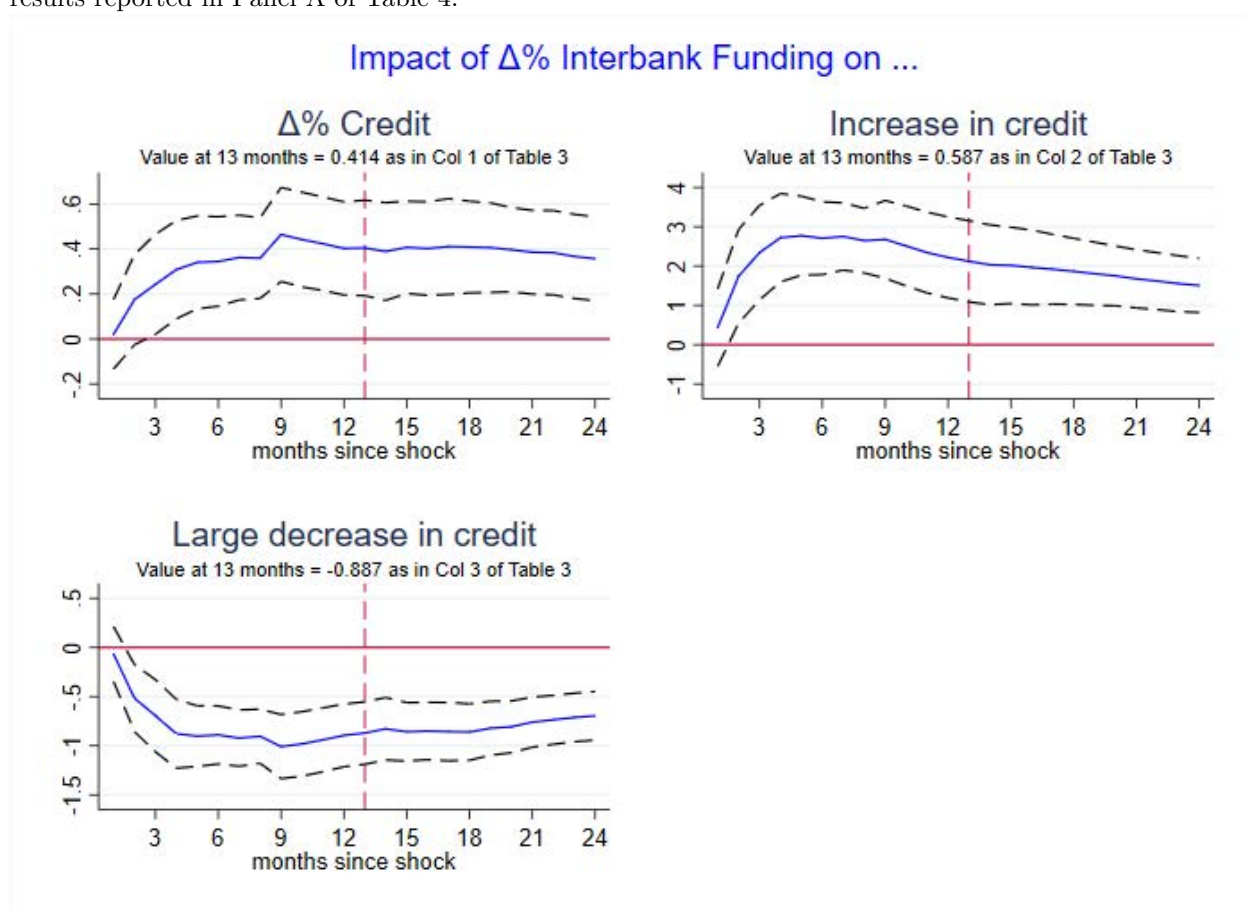 results reported in Panel A of Table 4.
Impact of Δ% Interbank Funding on ...
Δ% Credit
Value at 13 months = 0.414 as in Col 1 of Table 3
.6
.4
.2
0
-.2
3 6 9 12 15 18 21 24
months since shock
Increase in credit
Value at 13 months = 0.587 as in Col 2 of Table 3
4
3
2
1
0
-1
3 6 9 12 15 18 21 24
months since shock
Large decrease in credit
Value at 13 months = -0.887 as in Col 3 of Table 3
.5
0
-.5
-1
-1.5
3 6 9 12 15 18 21 24
months since shock